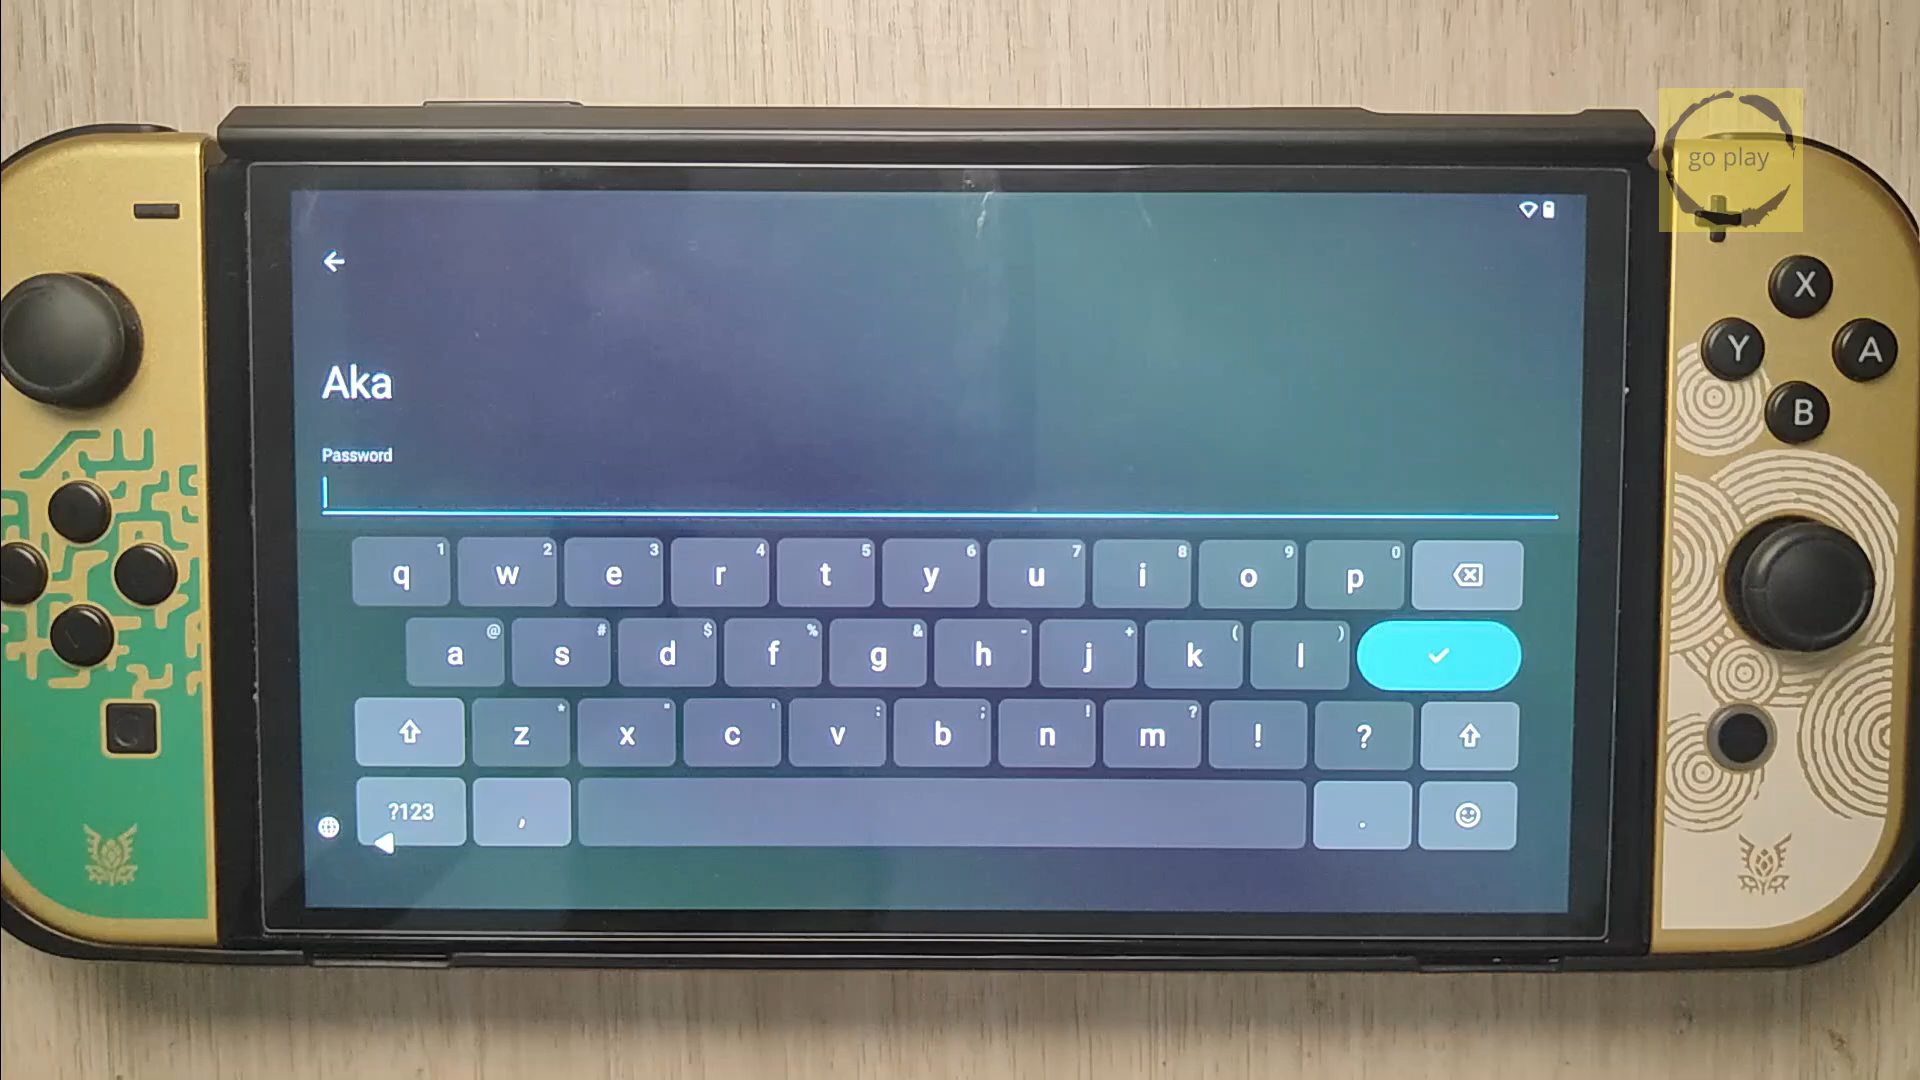 go play
Aka
Password
q 1 w 2 e 3 r 4 t 5 y 6 u 7 i 8 o 9 p 0
a @ s # d $ f % g & h - j + k ( l )
z * x " c ' v : b ; n ! m ? ! ?
?123 , .
X
Y A
B